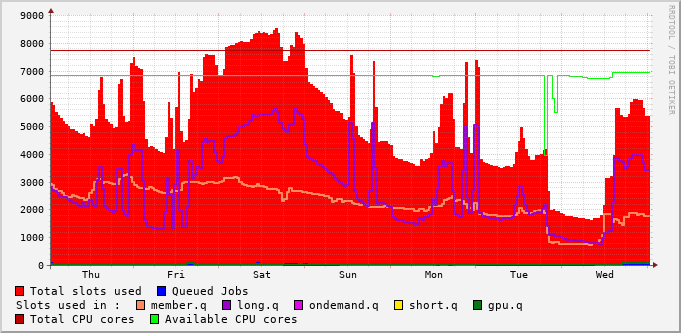 9000
8000
7000
6000
5000
4000
3000
2000
1000
0
Thu Fri Sat Sun Mon Tue Wed
RRDTOOL / TOBI OETIKER
Total slots used Queued Jobs
Slots used in : member.q long.q ondemand.q short.q gpu.q
Total CPU cores Available CPU cores